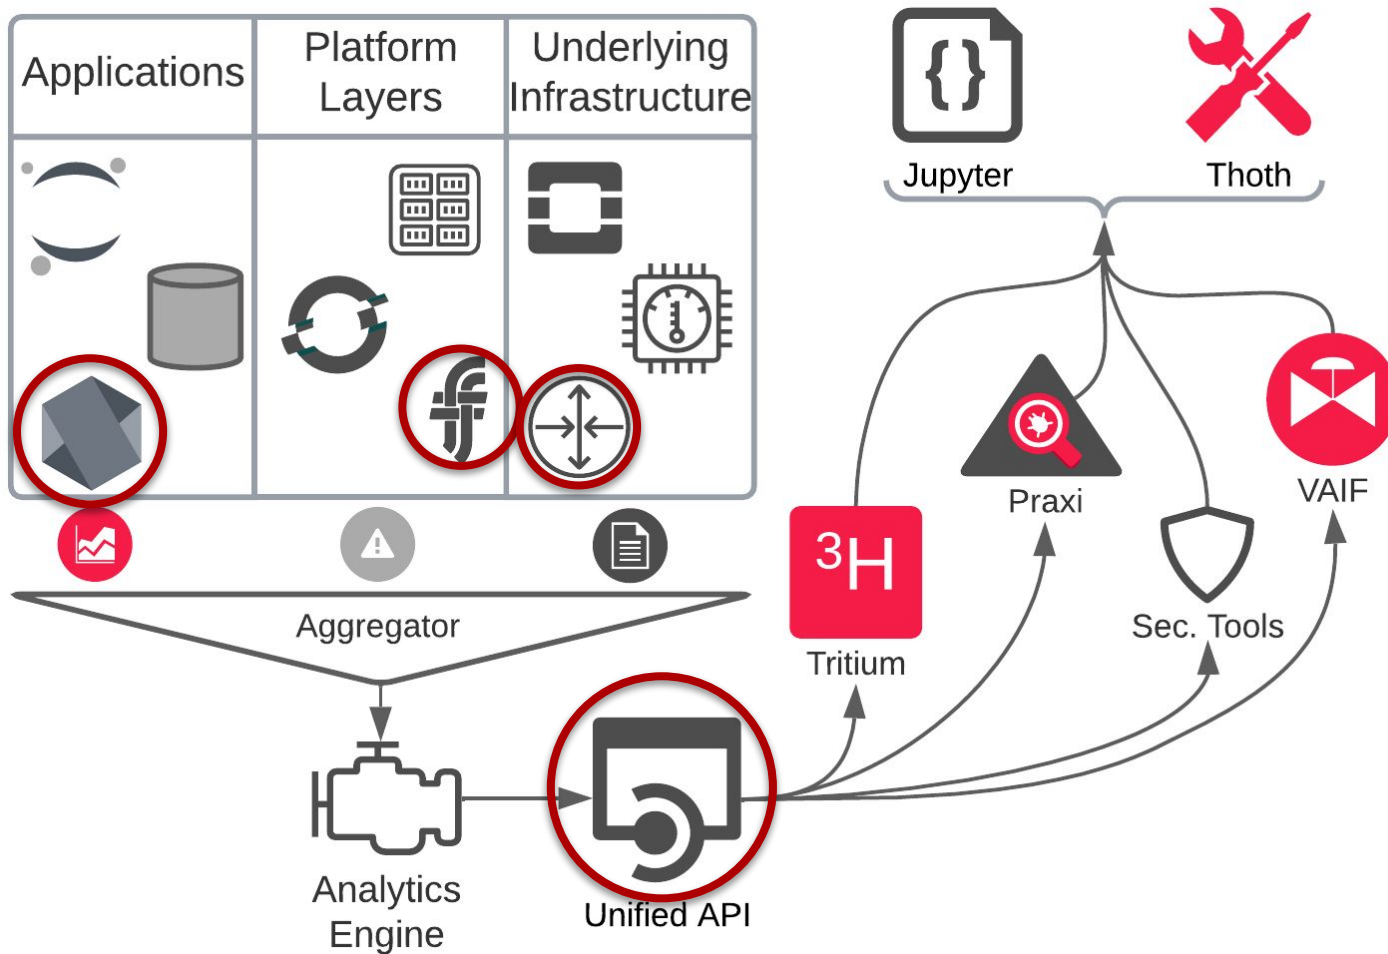 Applications
Platform
Layers
Underlying
Infrastructure
{}
Jupyter
Thoth
Aggregator
Analytics
Engine
Unified API
3H
Tritium
Praxi
Sec. Tools
VAIF